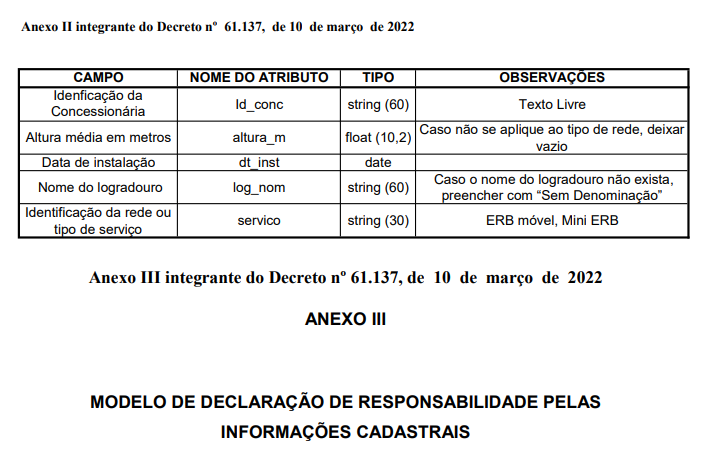 Anexo II integrante do Decreto nº 61.137, de 10 de março de 2022
CAMPO NOME DO ATRIBUTO TIPO OBSERVAÇÕES
Idenficação da
Concessionária
Id_conc string (60) Texto Livre
Altura média em metros altura_m float (10,2) Caso não se aplique ao tipo de rede, deixar
vazio
Data de instalação dt_inst date
Nome do logradouro log_nom string (60) Caso o nome do logradouro não exista,
preencher com “Sem Denominação”
Identificação da rede ou
tipo de serviço
servico string (30) ERB móvel, Mini ERB
Anexo III integrante do Decreto nº 61.137, de 10 de março de 2022
ANEXO III
MODELO DE DECLARAÇÃO DE RESPONSABILIDADE PELAS
INFORMAÇÕES CADASTRAIS